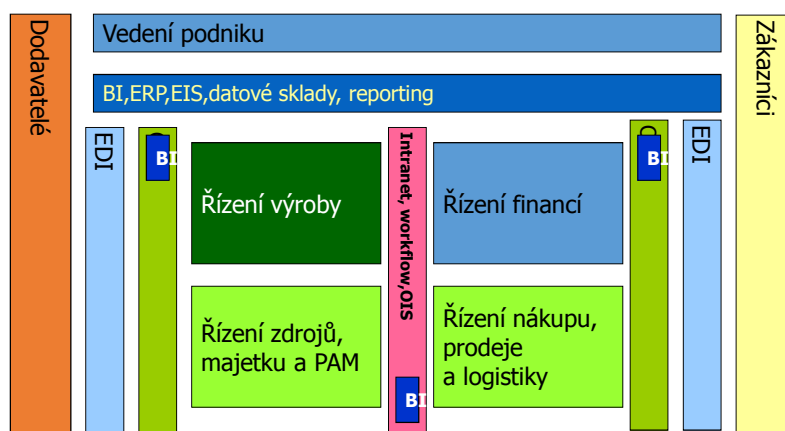 Dodavatelé
Vedení podniku
Zákazníci
BI,ERP,EIS,datové sklady, reporting
EDI
BI
Řízení výroby
Intranet, workflow,OIS
Řízení financí
BI
EDI
Řízení zdrojů,
majetku a PAM
Řízení nákupu,
prodeje
a logistiky
BI